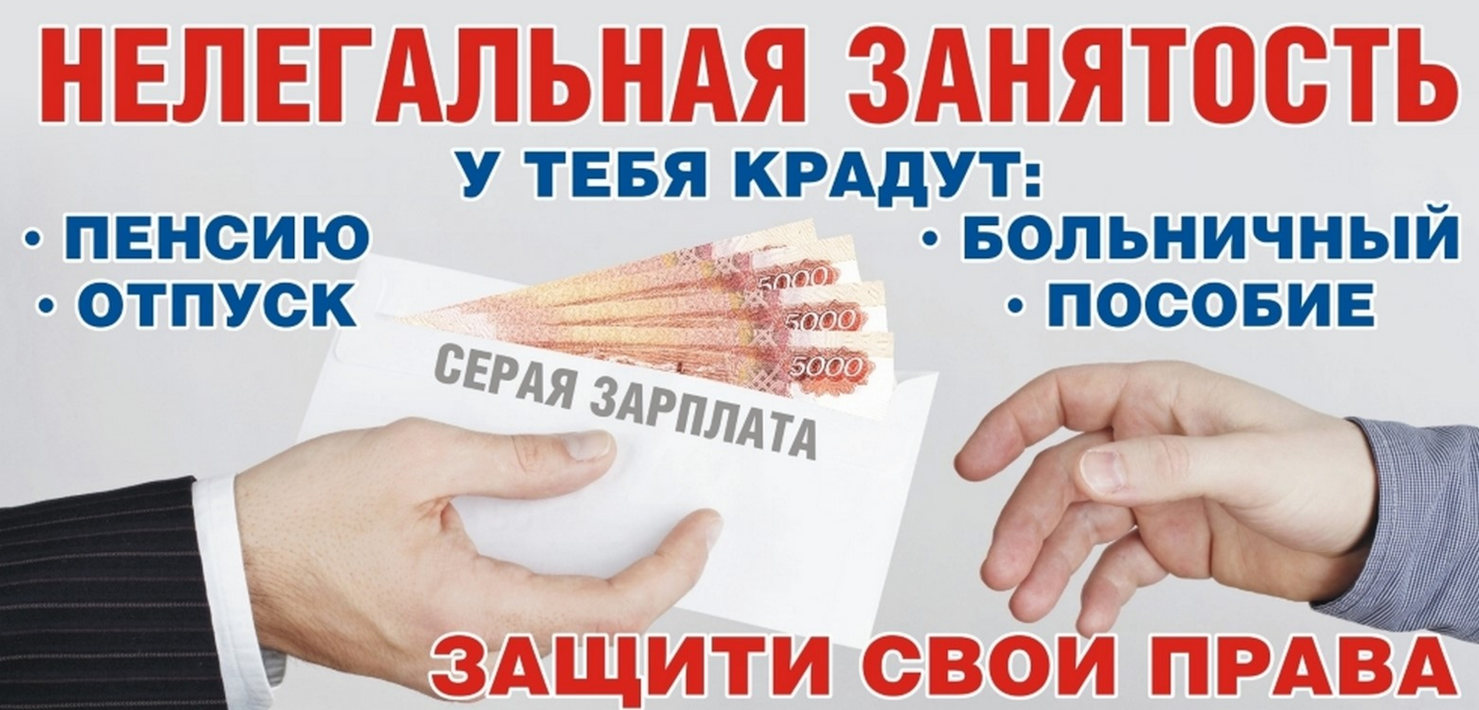 НЕЛЕГАЛЬНАЯ ЗАНЯТОСТЬ
У ТЕБЯ КРАДУТ:
• ПЕНСИЮ
• ОТПУСК
• БОЛЬНИЧНЫЙ
• ПОСОБИЕ
5000
5000
5000
СЕРАЯ ЗАРПЛАТА
ЗАЩИТИ СВОИ ПРАВА